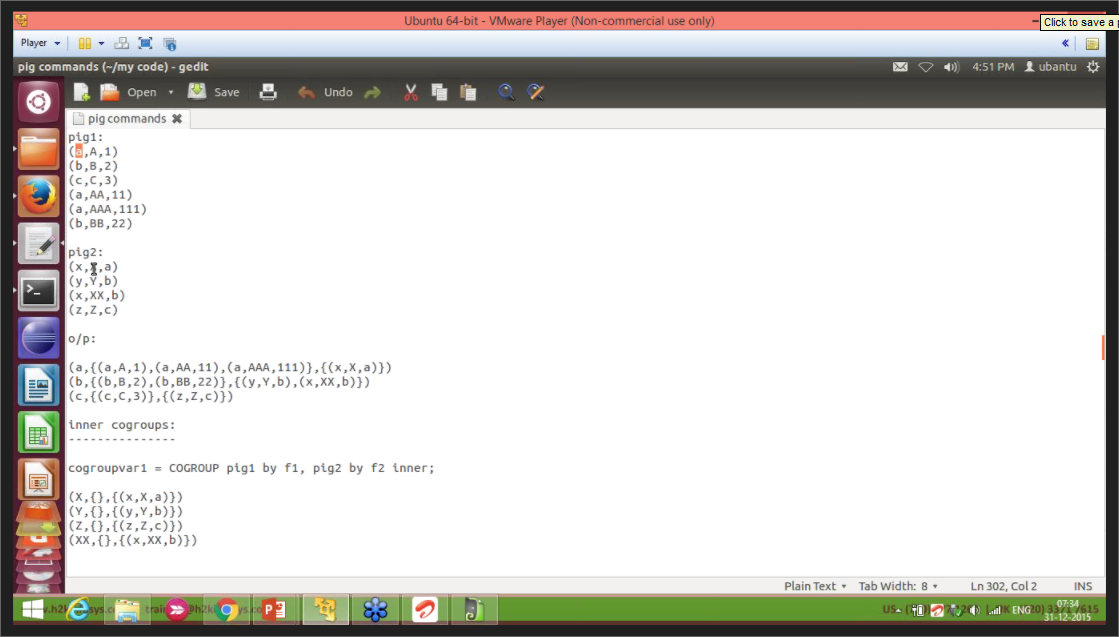 Ubuntu 64-bit - VMware Player (Non-commercial use only)
Click to save a
Player
pig commands (~/my code) - gedit
4:51 PM
ubantu
Open
Save
Undo
pig commands
pig1:
(a,A,1)
(b,B,2)
(c,C,3)
(a,AA,11)
(a,AAA,111)
(b,BB,22)
pig2:
(x,X,a)
(y,Y,b)
(x,XX,b)
(z,Z,c)
o/p:
(a,{(a,A,1),(a,AA,11),(a,AAA,111)},{(x,X,a)})
(b,{(b,B,2),(b,BB,22)},{(y,Y,b),(x,XX,b)})
(c,{(c,C,3)},{(z,Z,c)})
inner cogroups:
---------------
cogroupvar1 = COGROUP pig1 by f1, pig2 by f2 inner;
(X,{},{(x,X,a)})
(Y,{},{(y,Y,b)})
(Z,{},{(z,Z,c)})
(XX,{},{(x,XX,b)})
Plain Text
Tab Width: 8
Ln 302, Col 2
INS
ENG
07:34
31-12-2015